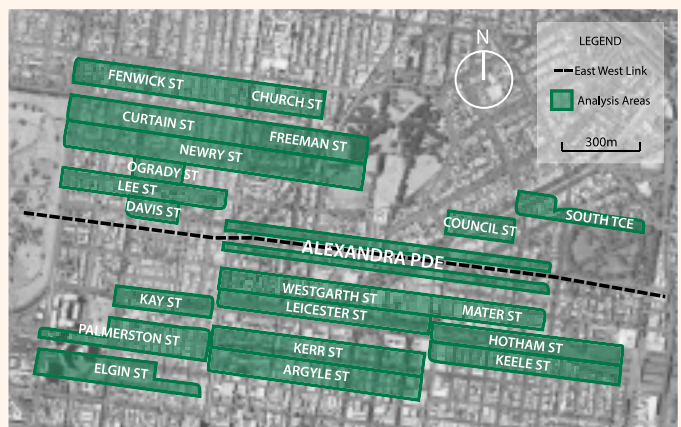 N
LEGEND
East West Link
Analysis Areas
300m
FENWICK ST
CHURCH ST
CURTAIN ST
FREEMAN ST
NEWRY ST
OGRADY ST
LEE ST
DAVIS ST
COUNCIL ST
SOUTH TCE
ALEXANDRA PDE
WESTGARTH ST
KAY ST
LEICESTER ST
MATER ST
PALMERSTON ST
HOTHAM ST
KERR ST
KEELE ST
ELGIN ST
ARGYLE ST